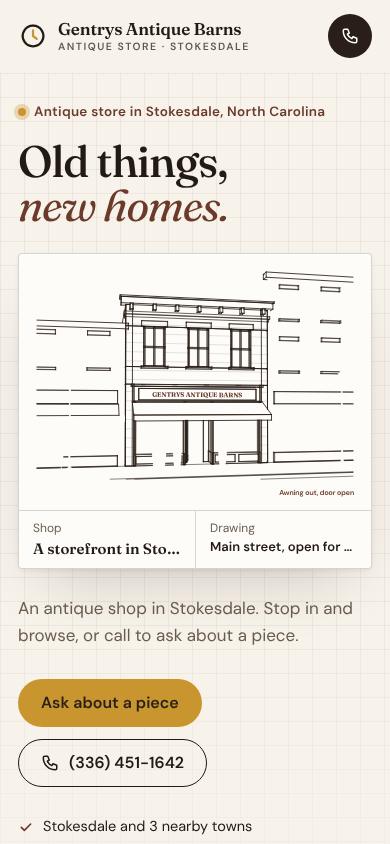 Gentrys Antique Barns
ANTIQUE STORE · STOKESDALE
Antique store in Stokesdale, North Carolina
Old things,
new homes.
GENTRYS ANTIQUE BARNS
Awning out, door open
Shop
A storefront in Sto...
Drawing
Main street, open for ...
An antique shop in Stokesdale. Stop in and
browse, or call to ask about a piece.
Ask about a piece
(336) 451-1642
Stokesdale and 3 nearby towns